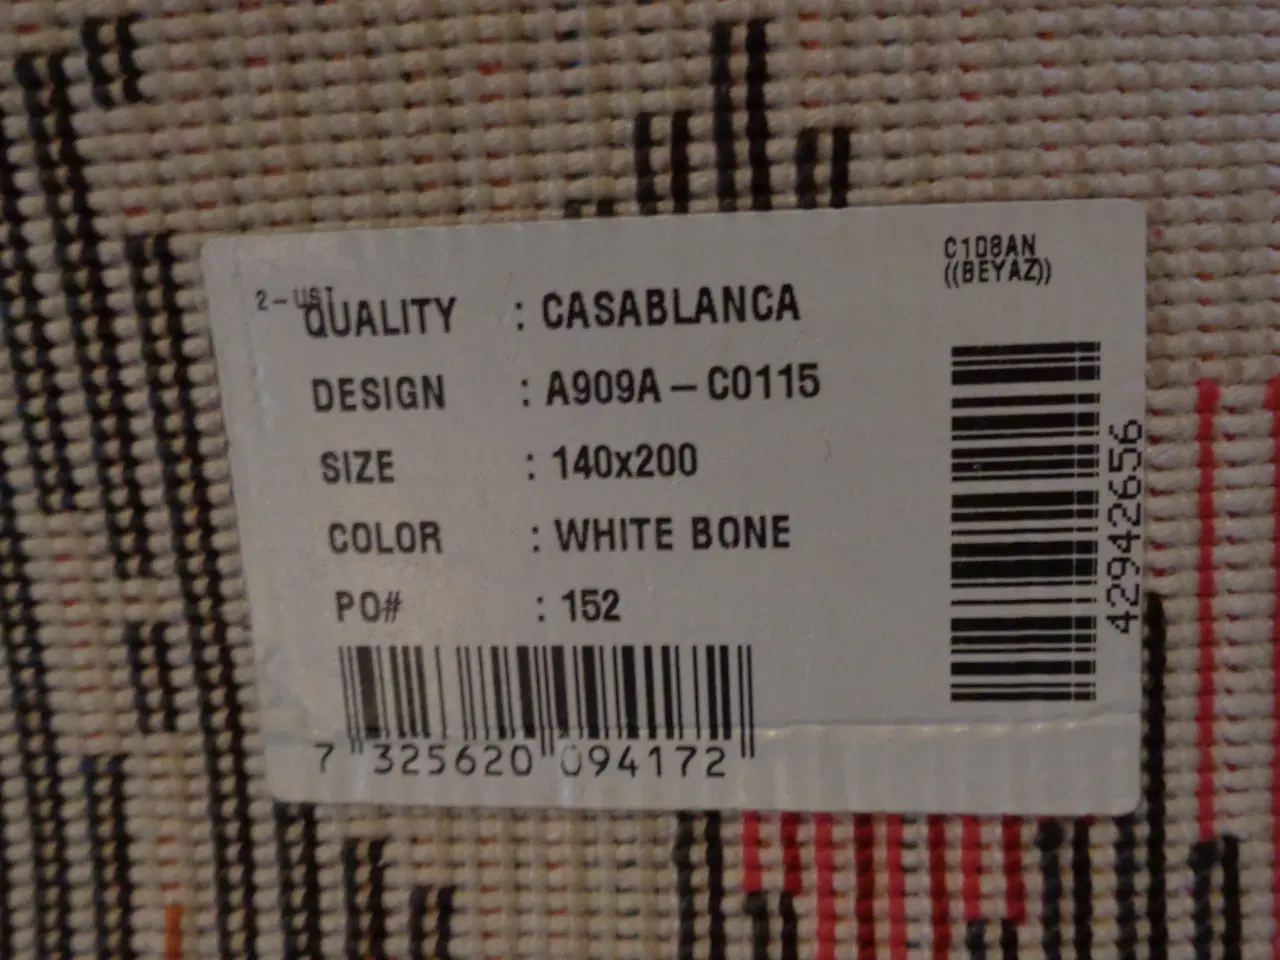 C1D8AN
((BEYAZ))
2-UST
QUALITY : CASABLANCA
DESIGN : A909A - C0115
SIZE : 140x200
COLOR : WHITE BONE
PO# : 152
7 325620 094172
42942656